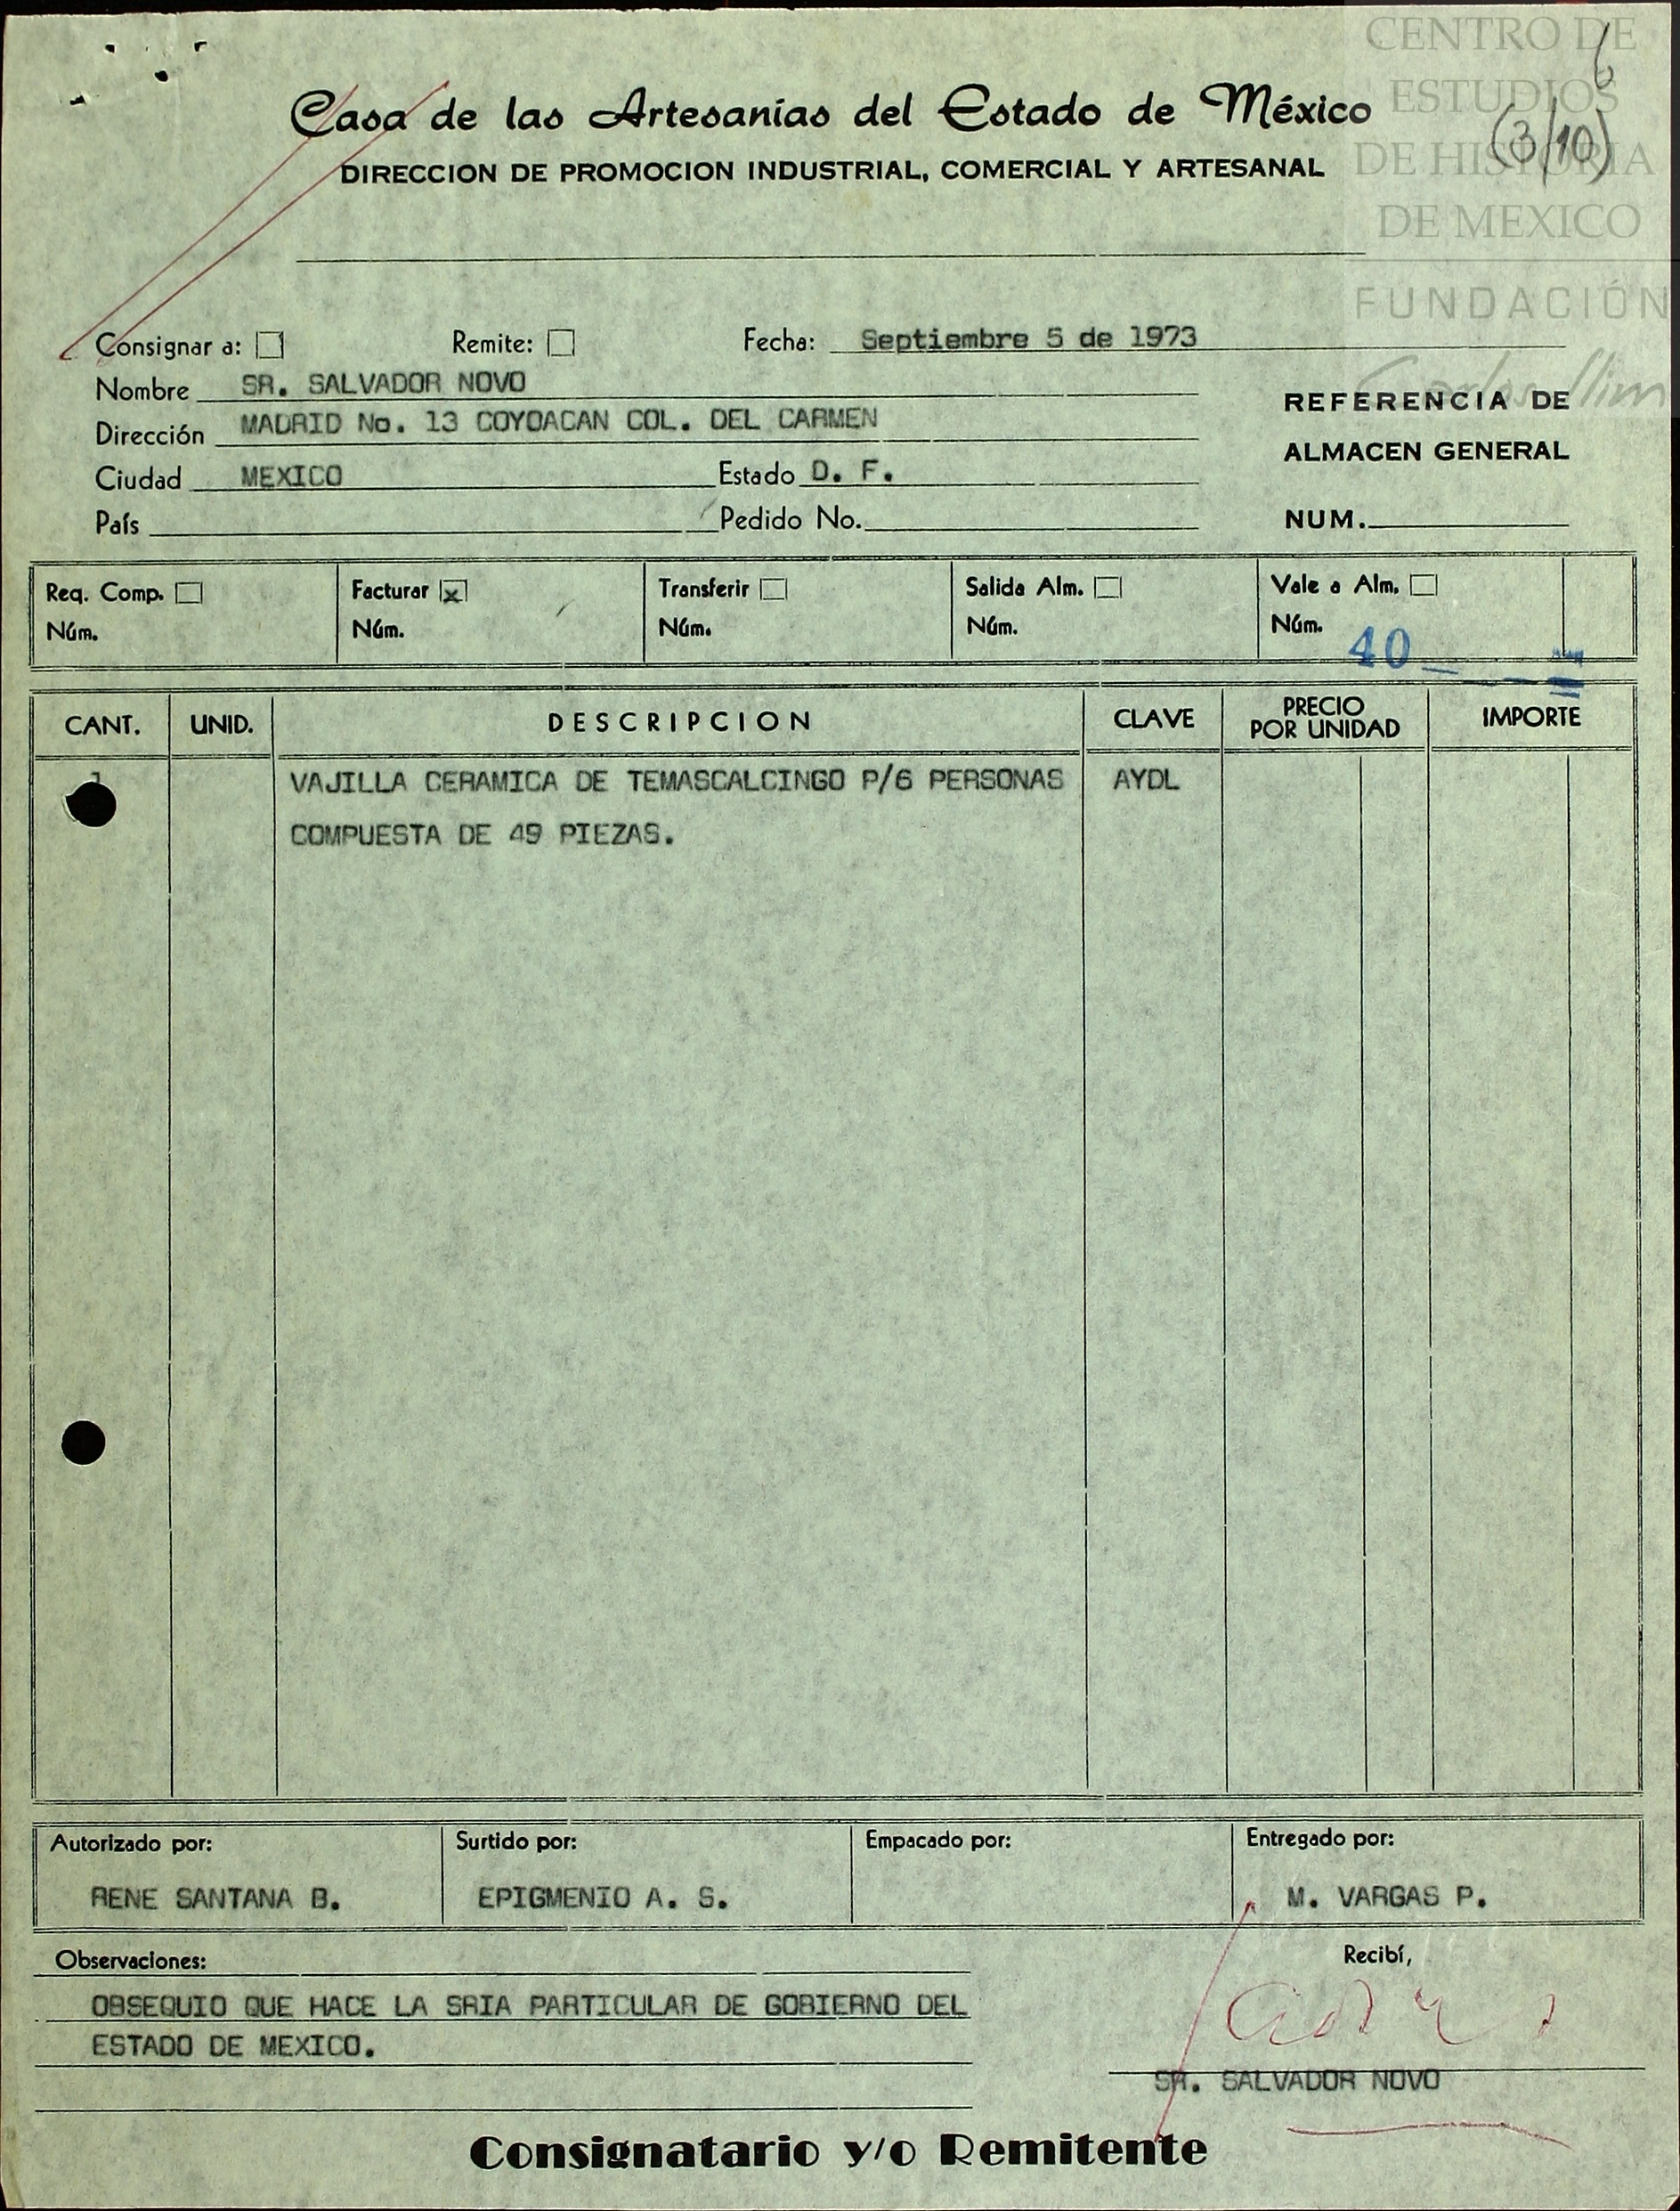 CENTRO DE
ESTUDIOS
DE HISTORIA
DE MEXICO
FUNDACIÓN
Carlos Slim
6
(3/10)
Casa de las Artesanías del Estado de México
DIRECCION DE PROMOCION INDUSTRIAL, COMERCIAL Y ARTESANAL
Consignar a: Remite: Fecha: Septiembre 5 de 1973
Nombre SR. SALVADOR NOVO
REFERENCIA DE
Dirección MADRID No. 13 COYOACAN COL. DEL CARMEN
ALMACEN GENERAL
Ciudad MEXICO Estado D. F.
País Pedido No. NUM.
Req. Comp. Facturar x Transferir Salida Alm. Vale a Alm.
Núm. Núm. Núm. Núm. Núm. 40
CANT. UNID. DESCRIPCION CLAVE PRECIO POR UNIDAD IMPORTE
1 VAJILLA CERAMICA DE TEMASCALCINGO P/6 PERSONAS AYDL
COMPUESTA DE 49 PIEZAS.
Autorizado por: Surtido por: Empacado por: Entregado por:
RENE SANTANA B. EPIGMENIO A. S. M. VARGAS P.
Observaciones: Recibí,
OBSEQUIO QUE HACE LA SRIA PARTICULAR DE GOBIERNO DEL
ESTADO DE MEXICO.
SR. SALVADOR NOVO
Consignatario y/o Remitente